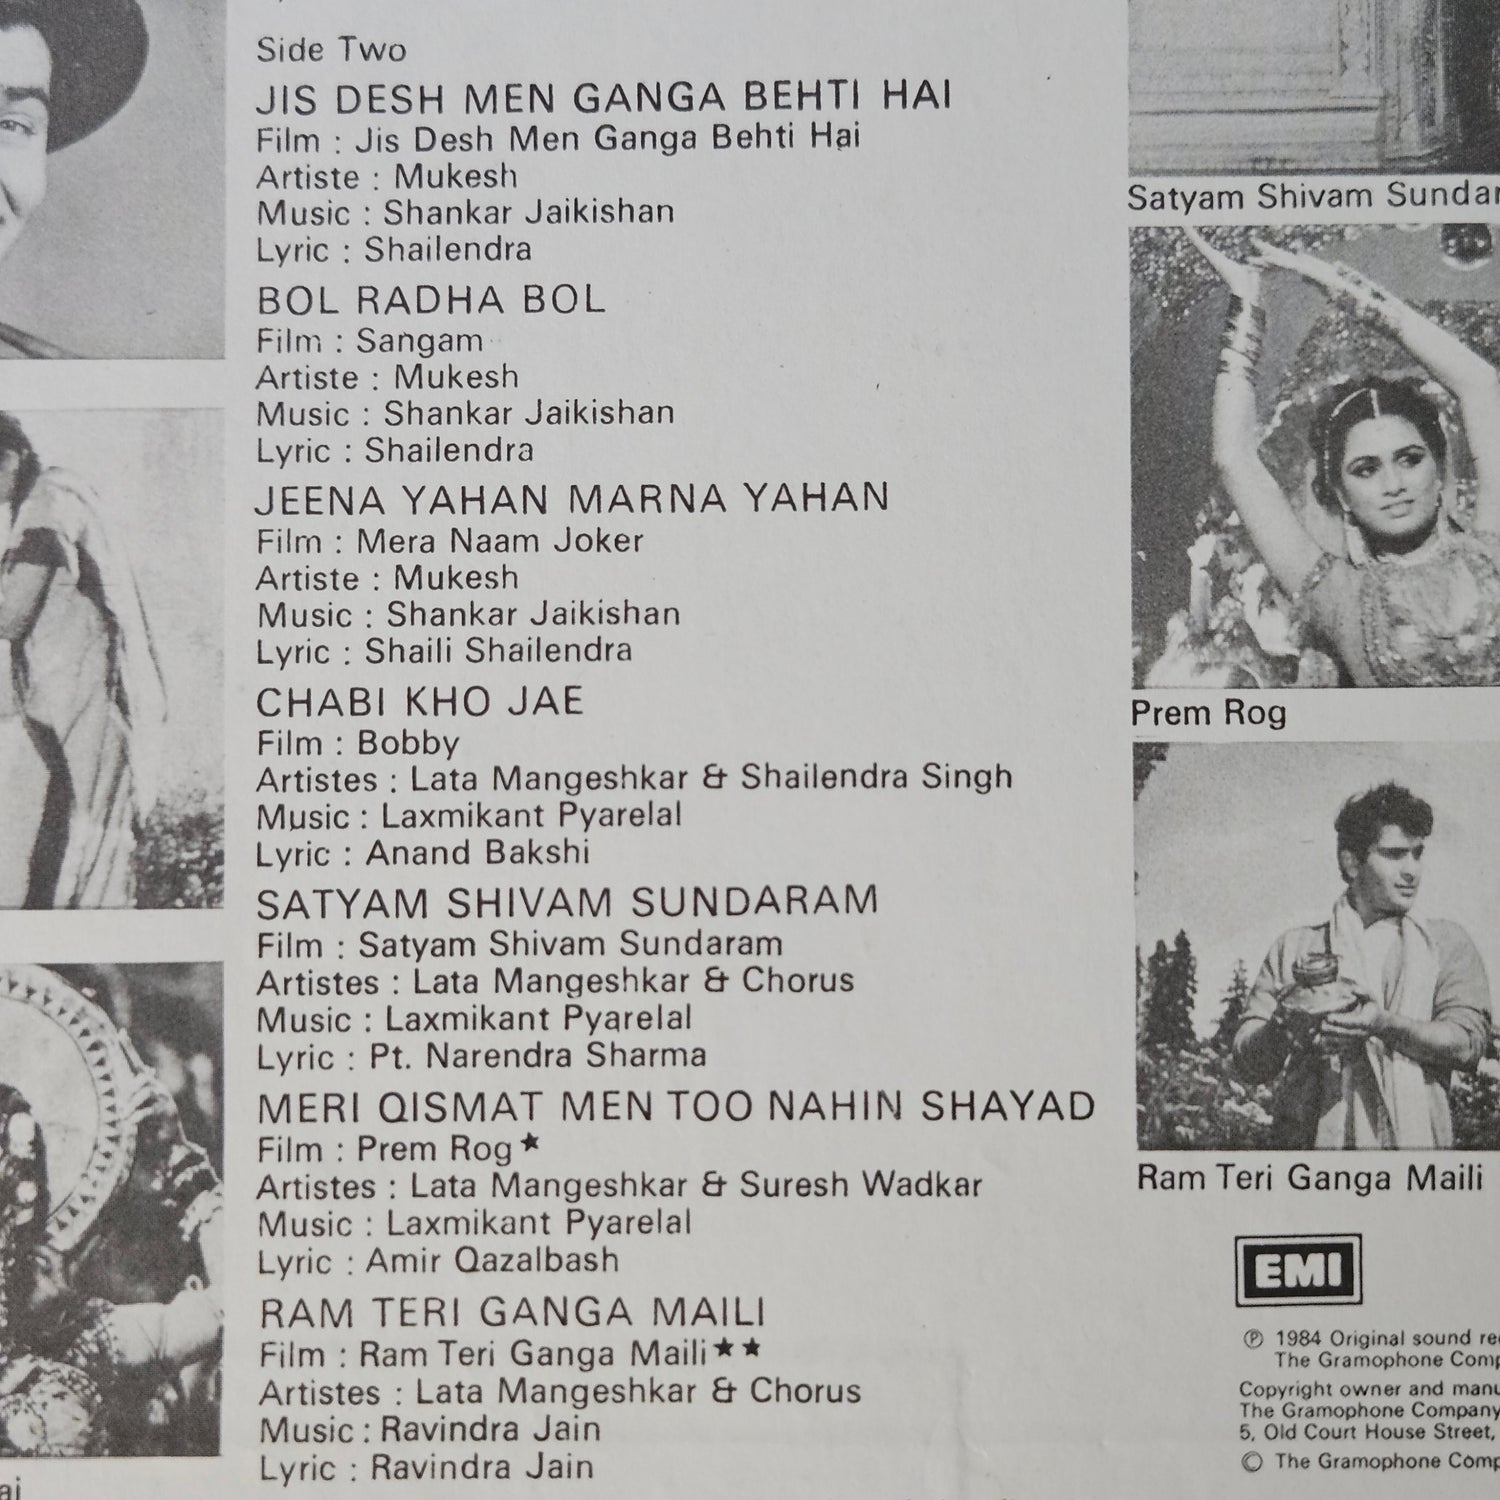 Side Two
JIS DESH MEN GANGA BEHTI HAI
Film : Jis Desh Men Ganga Behti Hai
Artiste : Mukesh
Music : Shankar Jaikishan
Lyric : Shailendra
BOL RADHA BOL
Film : Sangam
Artiste : Mukesh
Music : Shankar Jaikishan
Lyric : Shailendra
JEENA YAHAN MARNA YAHAN
Film : Mera Naam Joker
Artiste : Mukesh
Music : Shankar Jaikishan
Lyric : Shaili Shailendra
CHABI KHO JAE
Film : Bobby
Artistes : Lata Mangeshkar & Shailendra Singh
Music : Laxmikant Pyarelal
Lyric : Anand Bakshi
SATYAM SHIVAM SUNDARAM
Film : Satyam Shivam Sundaram
Artistes : Lata Mangeshkar & Chorus
Music : Laxmikant Pyarelal
Lyric : Pt. Narendra Sharma
MERI QISMAT MEN TOO NAHIN SHAYAD
Film : Prem Rog★
Artistes : Lata Mangeshkar & Suresh Wadkar
Music : Laxmikant Pyarelal
Lyric : Amir Qazalbash
RAM TERI GANGA MAILI
Film : Ram Teri Ganga Maili★★
Artistes : Lata Mangeshkar & Chorus
Music : Ravindra Jain
Lyric : Ravindra Jain
Satyam Shivam
Prem Rog
Ram Teri Ganga Maili
EMI
℗ 1984 Original sound
The Gramophone
Copyright owner and
The Gramophone Company
5, Old Court House Street,
© The Gramophone